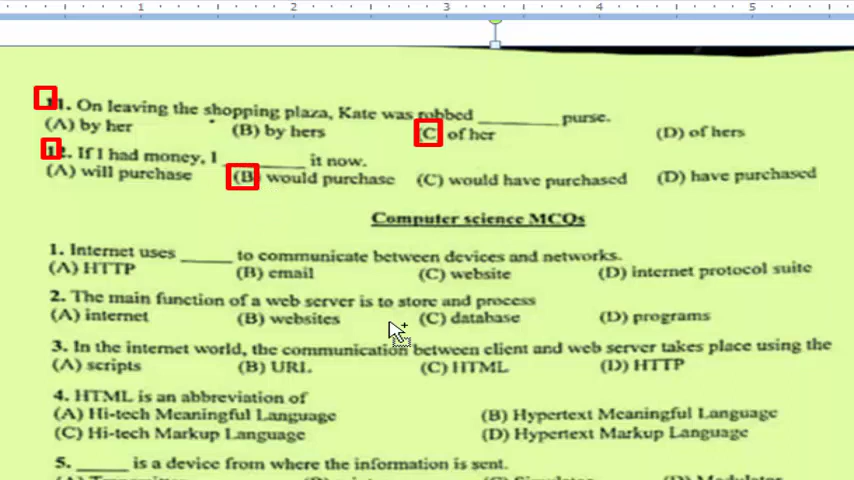 1 2 3 4 5
11. On leaving the shopping plaza, Kate was robbed ________ purse.
(A) by her (B) by hers (C) of her (D) of hers
12. If I had money, I ________ it now.
(A) will purchase (B) would purchase (C) would have purchased (D) have purchased
Computer science MCQs
1. Internet uses _____ to communicate between devices and networks.
(A) HTTP (B) email (C) website (D) internet protocol suite
2. The main function of a web server is to store and process
(A) internet (B) websites (C) database (D) programs
3. In the internet world, the communication between client and web server takes place using the
(A) scripts (B) URL (C) HTML (D) HTTP
4. HTML is an abbreviation of
(A) Hi-tech Meaningful Language (B) Hypertext Meaningful Language
(C) Hi-tech Markup Language (D) Hypertext Markup Language
5. _____ is a device from where the information is sent.